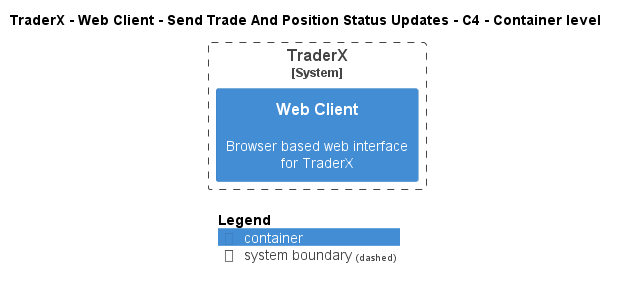 TraderX - Web Client - Send Trade And Position Status Updates - C4 - Container level
TraderX
[System]
Web Client
Browser based web interface
for TraderX
Legend
container
system boundary (dashed)